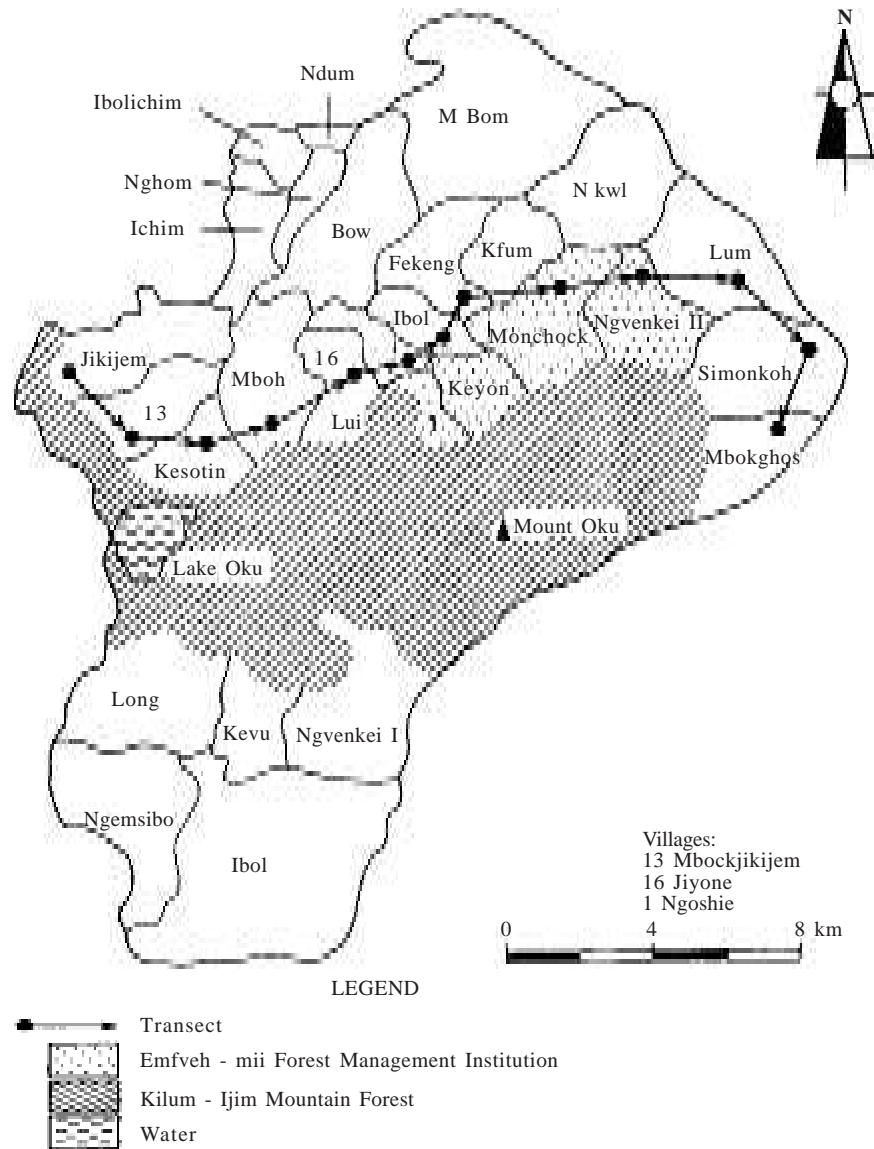 N
Ndum
Ibolichim
M Bom
Nghom
N kwl
Ichim
Bow
Kfum
Lum
Fekeng
Ibol
Monchock
Ngvenkei II
Jikijem
16
Mboh
Keyon
Simonkoh
13
Lui
1
Kesotin
Mbokghos
Mount Oku
Lake Oku
Long
Kevu
Ngvenkei I
Ngemsibo
Ibol
Villages:
13 Mbockjikijem
16 Jiyone
1 Ngoshie
0 4 8 km
LEGEND
Transect
Emfveh - mii Forest Management Institution
Kilum - Ijim Mountain Forest
Water